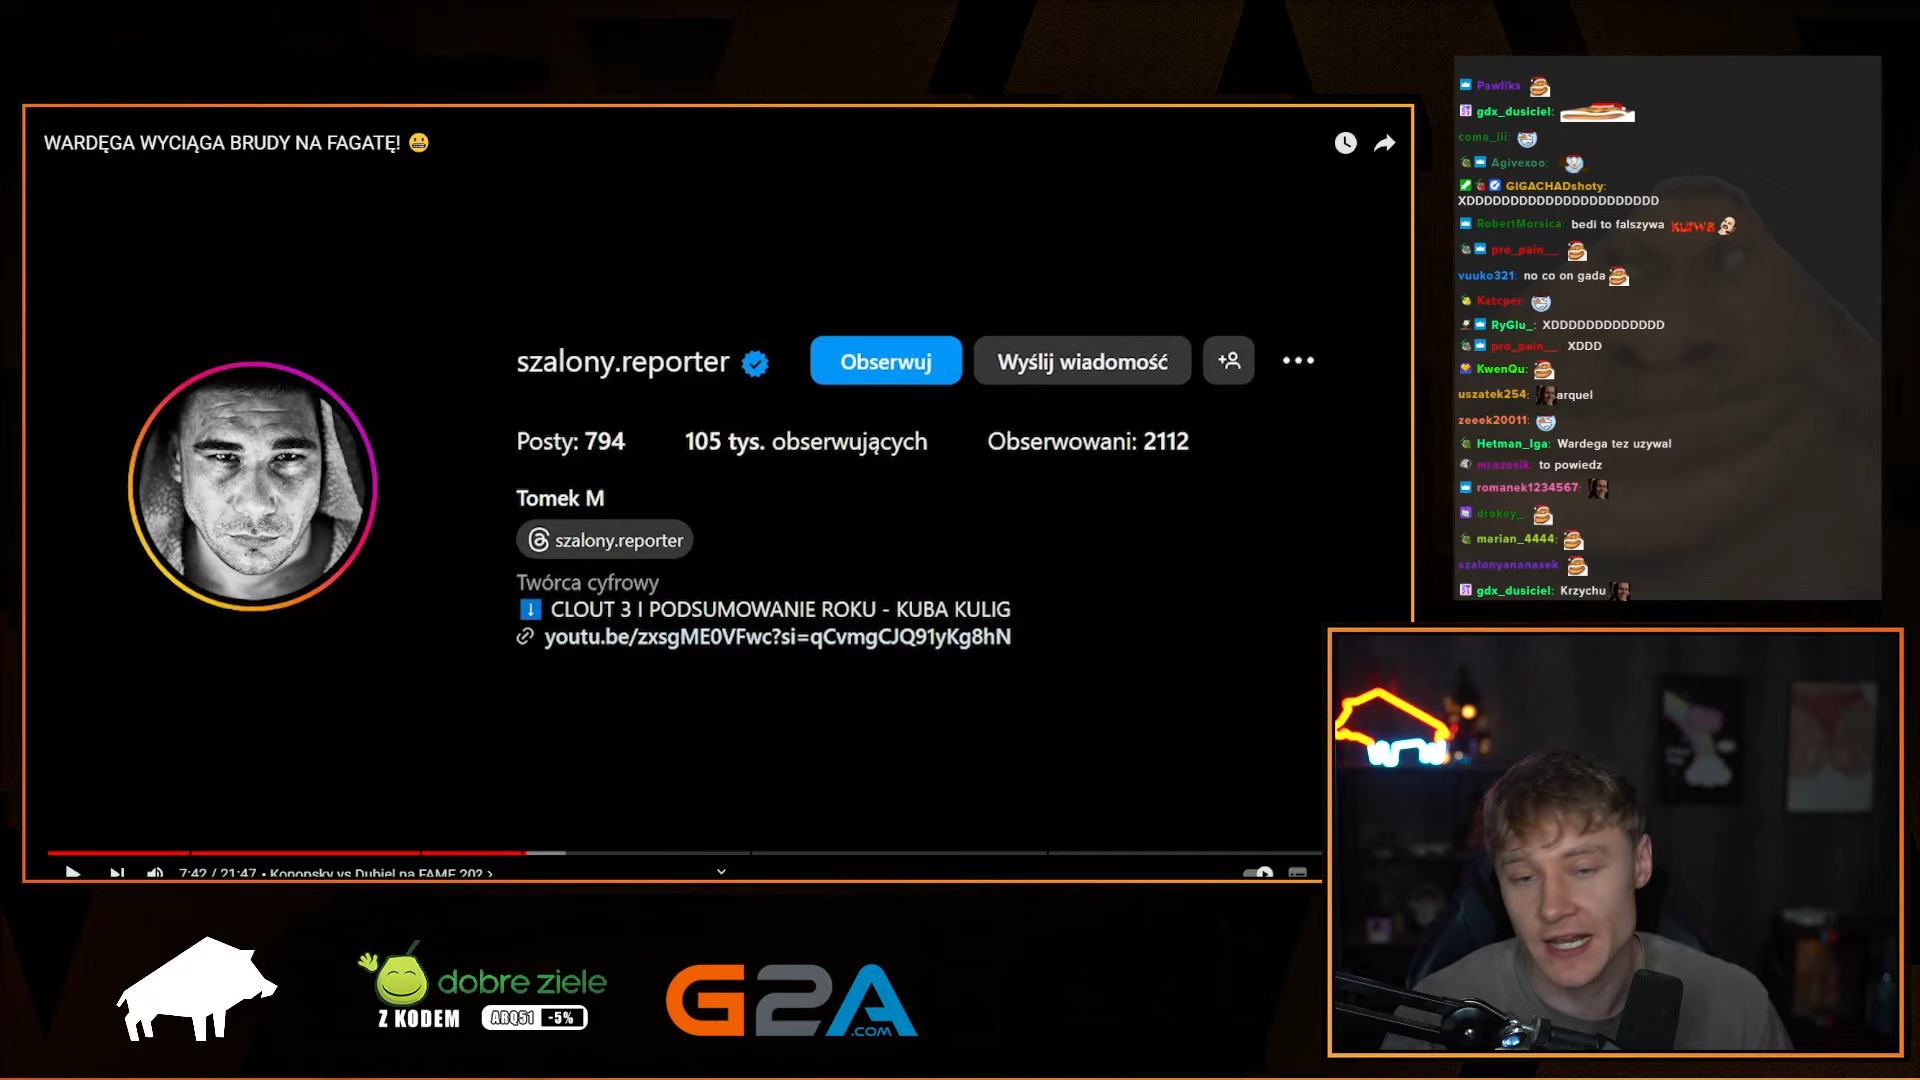 WARDĘGA WYCIĄGA BRUDY NA FAGATĘ! 😬
szalony.reporter
Obserwuj
Wyślij wiadomość
Posty: 794
105 tys. obserwujących
Obserwowani: 2112
Tomek M
szalony.reporter
Twórca cyfrowy
⬇️ CLOUT 3 I PODSUMOWANIE ROKU - KUBA KULIG
youtu.be/zxsgME0VFwc?si=qCvmgCJQ91yKg8hN
7:42 / 21:47 • Konopsky vs Dubiel na FAME 20? >
Pawliks
gdx_dusiciel:
coma_iii:
Agivexoo:
GIGACHADshoty:
XDDDDDDDDDDDDDDDDDDDDDD
RobertMorsica: bedi to falszywa kurwa
pro_pain__
vuuko321: no co on gada
Katcper:
RyGlu_: XDDDDDDDDDDDDD
pro_pain__ XDDD
KwenQu:
uszatek254: arquel
zeeek20011:
Hetman_Iga: Wardega tez uzywal
mrozosik: to powiedz
romanek1234567:
drokey_
marian_4444:
szalonyananasek
gdx_dusiciel: Krzychu
dobre ziele
Z KODEM ARQ51 -5%
G2A
.COM